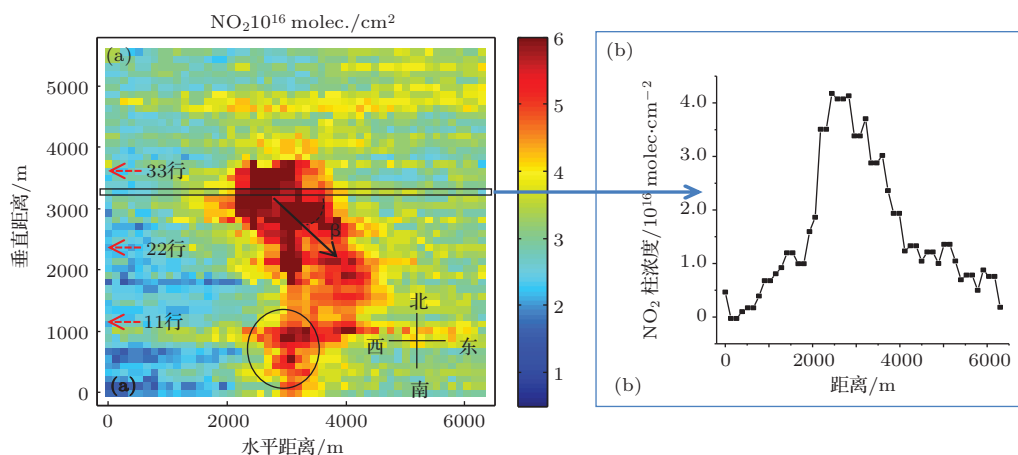 NO₂10¹⁶ molec./cm²
(a)
5000
4000
3000
2000
1000
0
垂直距离/m
33行
22行
11行
β
北
西 东
南
(a)
0 2000 4000 6000
水平距离/m
6
5
4
3
2
1
(b)
4.0
3.0
2.0
1.0
0
NO₂ 柱浓度/10¹⁶ molec·cm⁻²
0 2000 4000 6000
(b)
距离/m